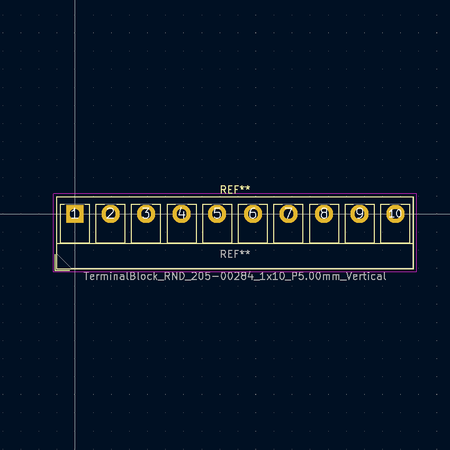 REF**
1 2 3 4 5 6 7 8 9 10
REF**
TerminalBlock_RND_205-00284_1x10_P5.00mm_Vertical